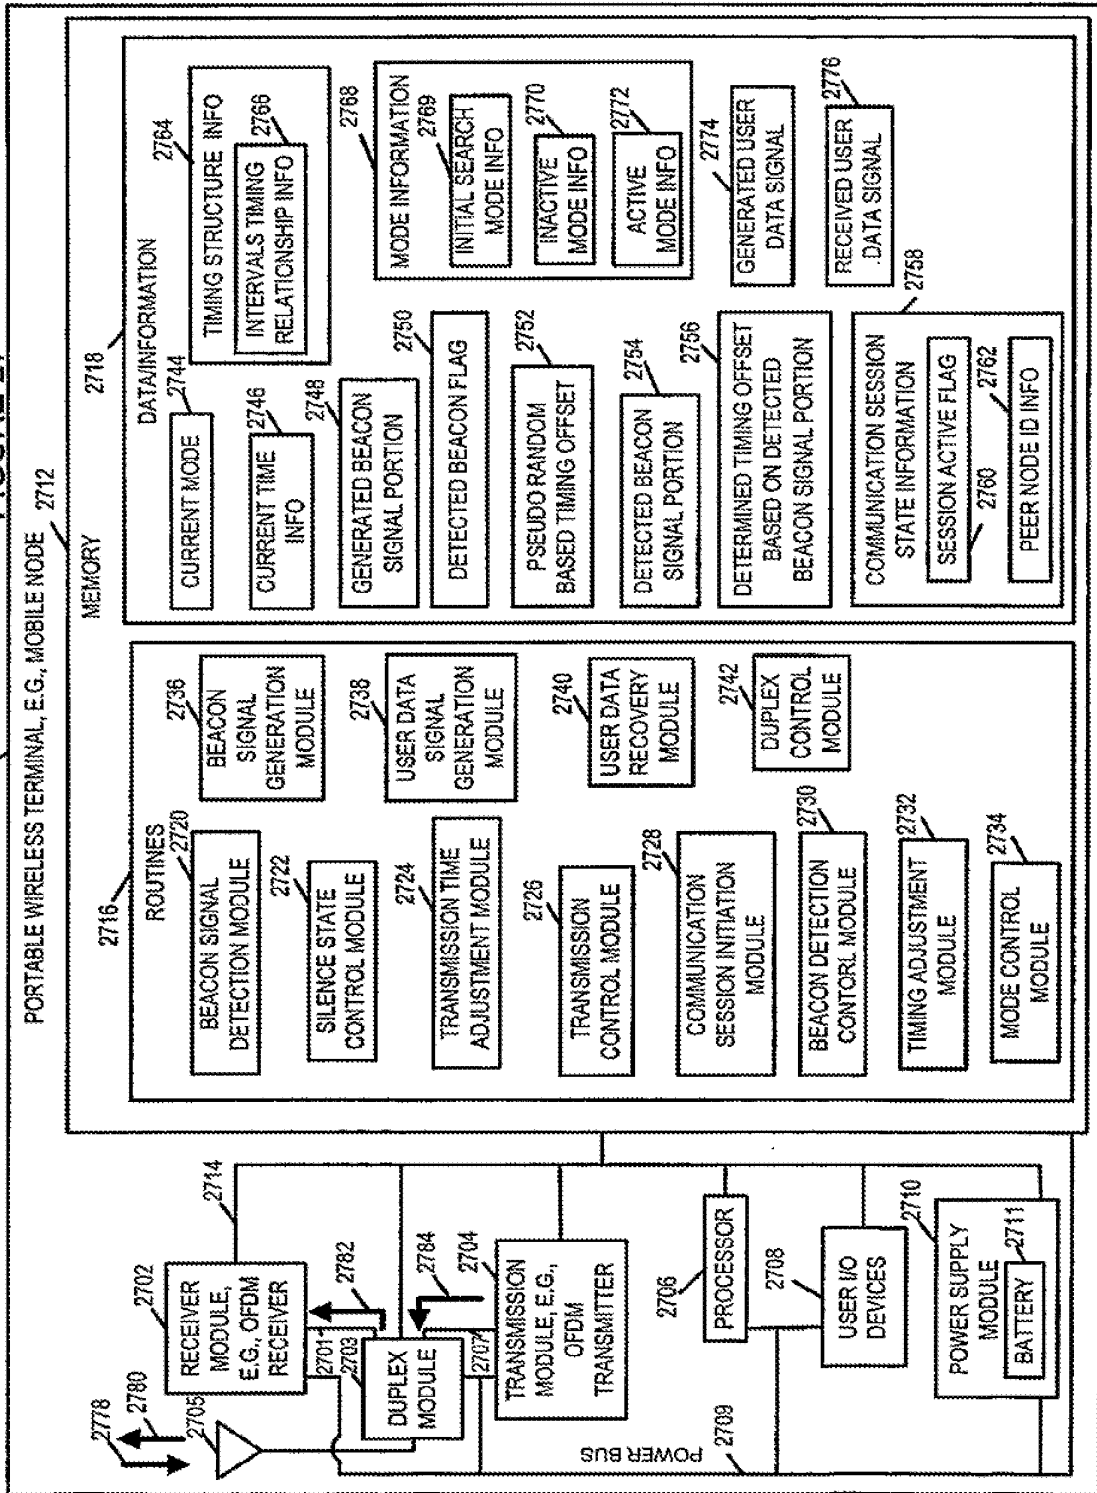 PORTABLE WIRELESS TERMINAL, E.G., MOBILE NODE
2712
MEMORY
2716
ROUTINES
2720
BEACON SIGNAL
DETECTION MODULE
2722
SILENCE STATE
CONTROL MODULE
2724
TRANSMISSION TIME
ADJUSTMENT MODULE
2726
TRANSMISSION
CONTROL MODULE
2728
COMMUNICATION
SESSION INITIATION
MODULE
2730
BEACON DETECTION
CONTORL MODULE
2732
TIMING ADJUSTMENT
MODULE
2734
MODE CONTROL
MODULE
2736
BEACON
SIGNAL
GENERATION
MODULE
2738
USER DATA
SIGNAL
GENERATION
MODULE
2740
USER DATA
RECOVERY
MODULE
2742
DUPLEX
CONTROL
MODULE
2718
DATA/INFORMATION
2744
CURRENT MODE
2746
CURRENT TIME
INFO
2748
GENERATED BEACON
SIGNAL PORTION
2750
DETECTED BEACON FLAG
2752
PSEUDO RANDOM
BASED TIMING OFFSET
2754
DETECTED BEACON
SIGNAL PORTION
2756
DETERMINED TIMING OFFSET
BASED ON DETECTED
BEACON SIGNAL PORTION
2758
COMMUNICATION SESSION
STATE INFORMATION
SESSION ACTIVE FLAG
2760
2762
PEER NODE ID INFO
2764
TIMING STRUCTURE INFO
2766
INTERVALS TIMING
RELATIONSHIP INFO
2768
MODE INFORMATION
2769
INITIAL SEARCH
MODE INFO
2770
INACTIVE
MODE INFO
2772
ACTIVE
MODE INFO
2774
GENERATED USER
DATA SIGNAL
2776
RECEIVED USER
.DATA SIGNAL
2778
2780
2705
2702
RECEIVER
MODULE,
E.G., OFDM
RECEIVER
2714
2701
2782
2703
DUPLEX
MODULE
2784
2707
2704
TRANSMISSION
MODULE, E.G.,
OFDM
TRANSMITTER
2706
PROCESSOR
2708
USER I/O
DEVICES
2710
POWER SUPPLY
MODULE
2711
BATTERY
POWER BUS
2709